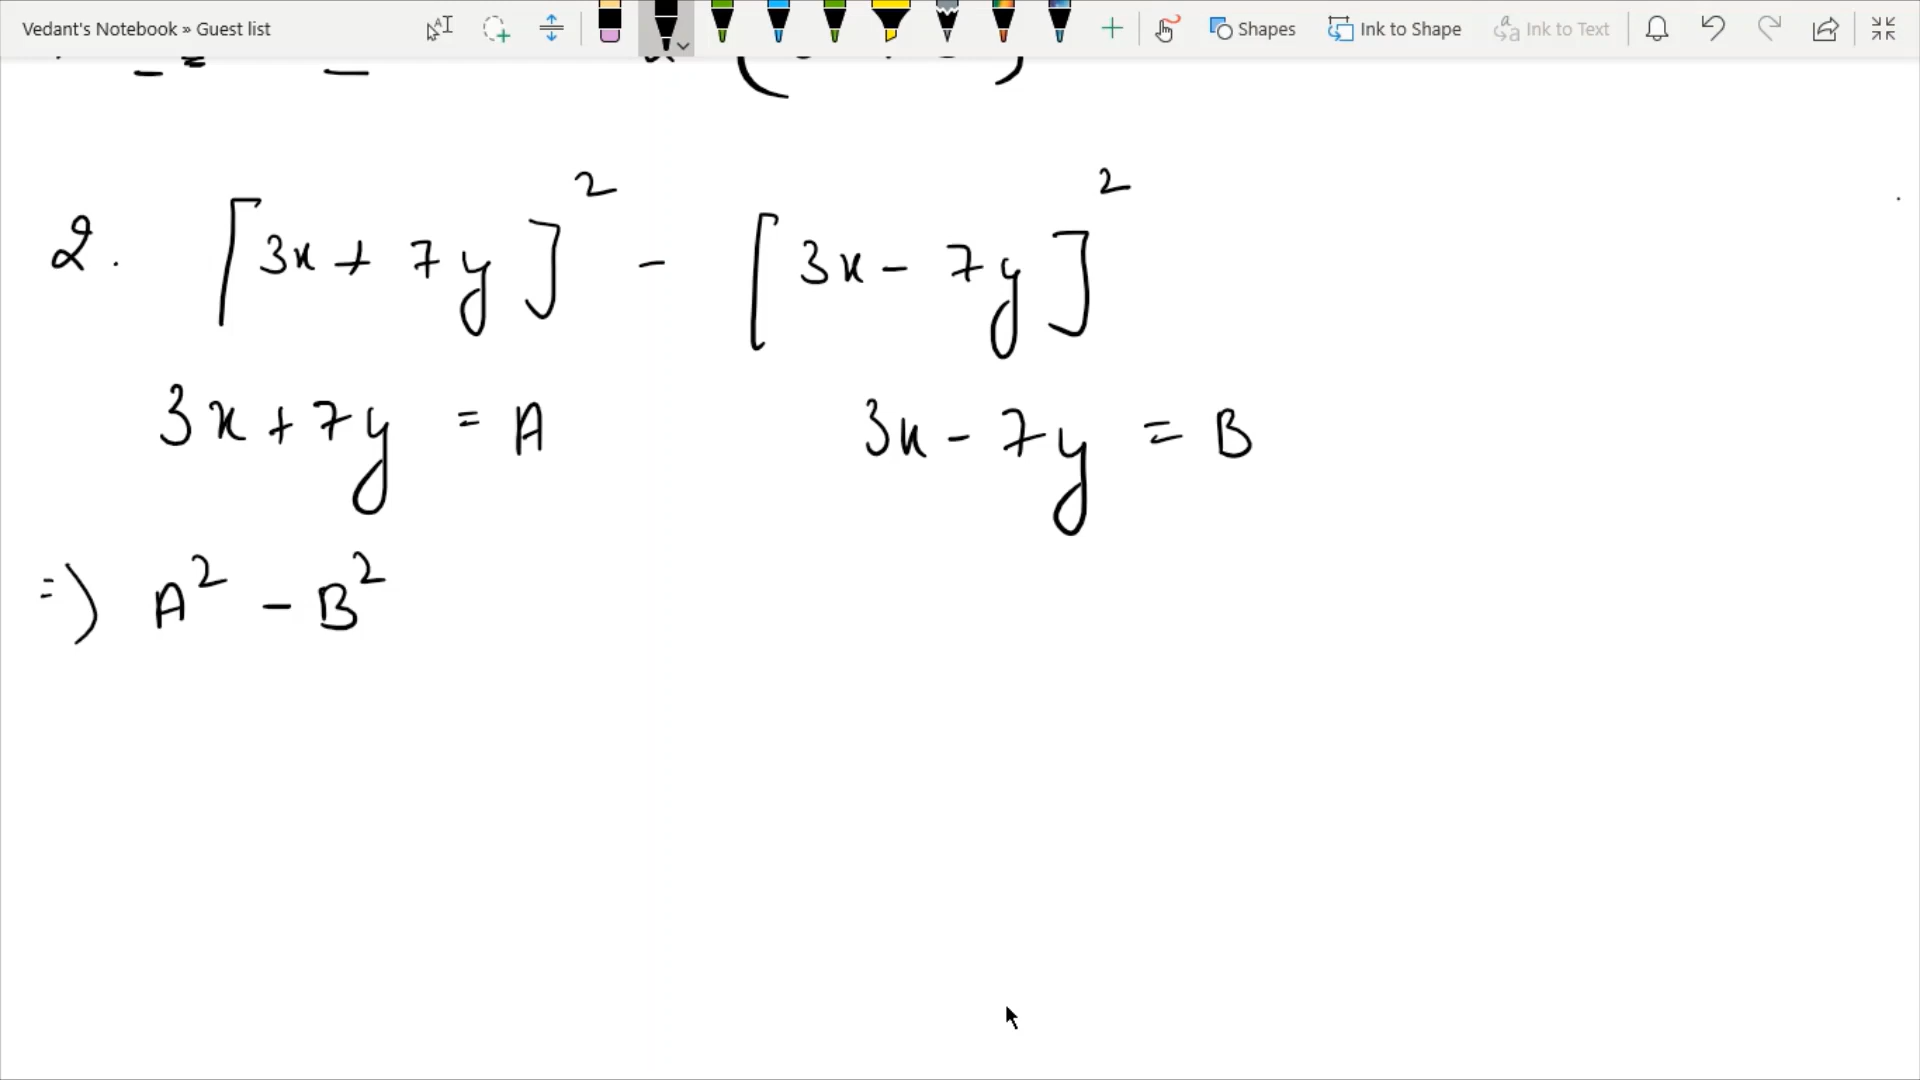 Vedant's Notebook » Guest list Shapes Ink to Shape Ink to Text
2. [3x + 7y]² - [3x - 7y]²
3x + 7y = A 3x - 7y = B
=) A² - B²